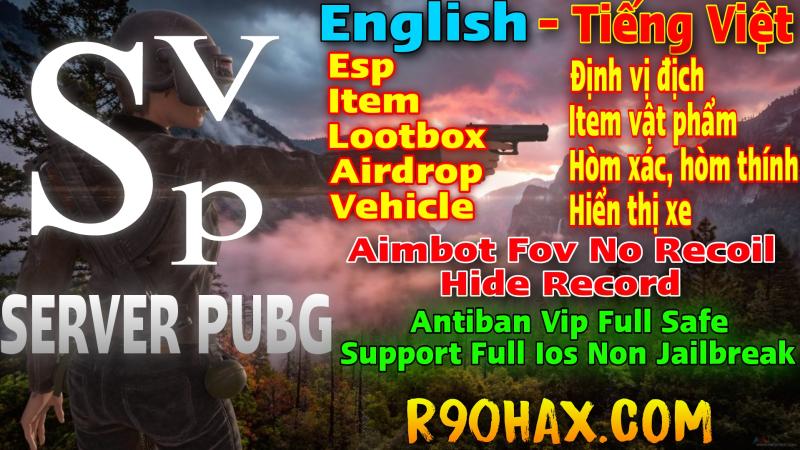 SVP
SERVER PUBG
English - Tiếng Việt
Esp
Item
Lootbox
Airdrop
Vehicle
Định vị địch
Item vật phẩm
Hòm xác, hòm thính
Hiển thị xe
Aimbot Fov No Recoil
Hide Record
Antiban Vip Full Safe
Support Full Ios Non Jailbreak
R90HAX.COM